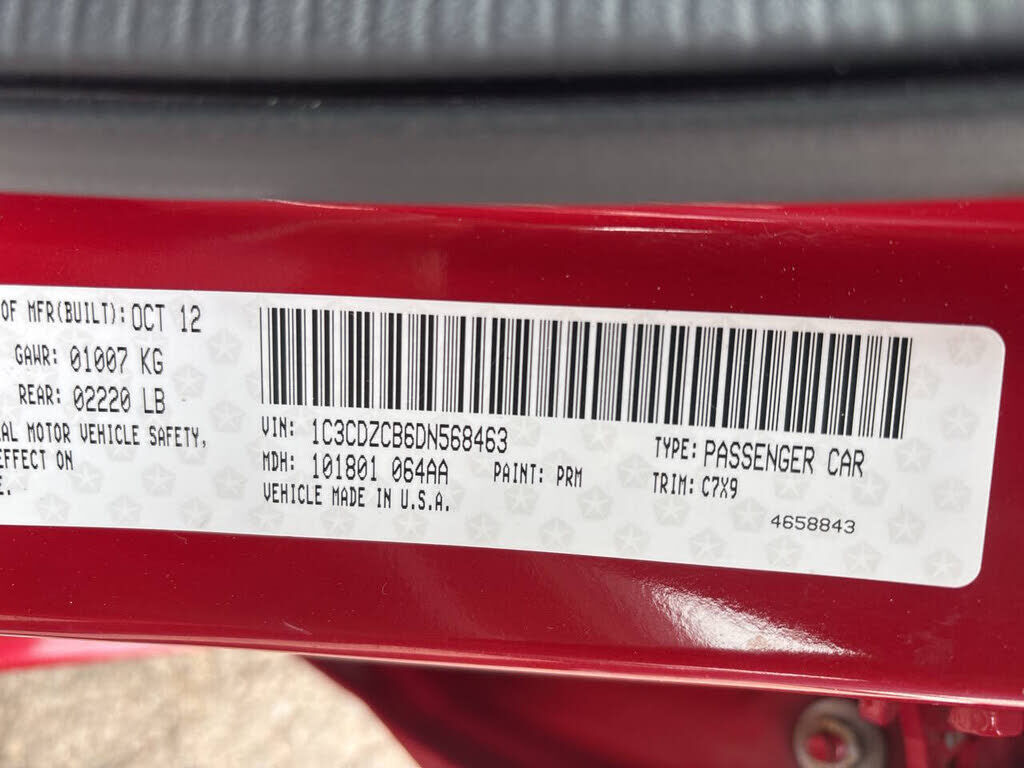 OF MFR(BUILT): OCT 12
GAWR: 01007 KG
REAR: 02220 LB
MOTOR VEHICLE SAFETY,
EFFECT ON
VIN: 1C3CDZCB6DN568463
TYPE: PASSENGER CAR
MDH: 101801 064AA PAINT: PRM
TRIM: C7X9
VEHICLE MADE IN U.S.A.
4658843